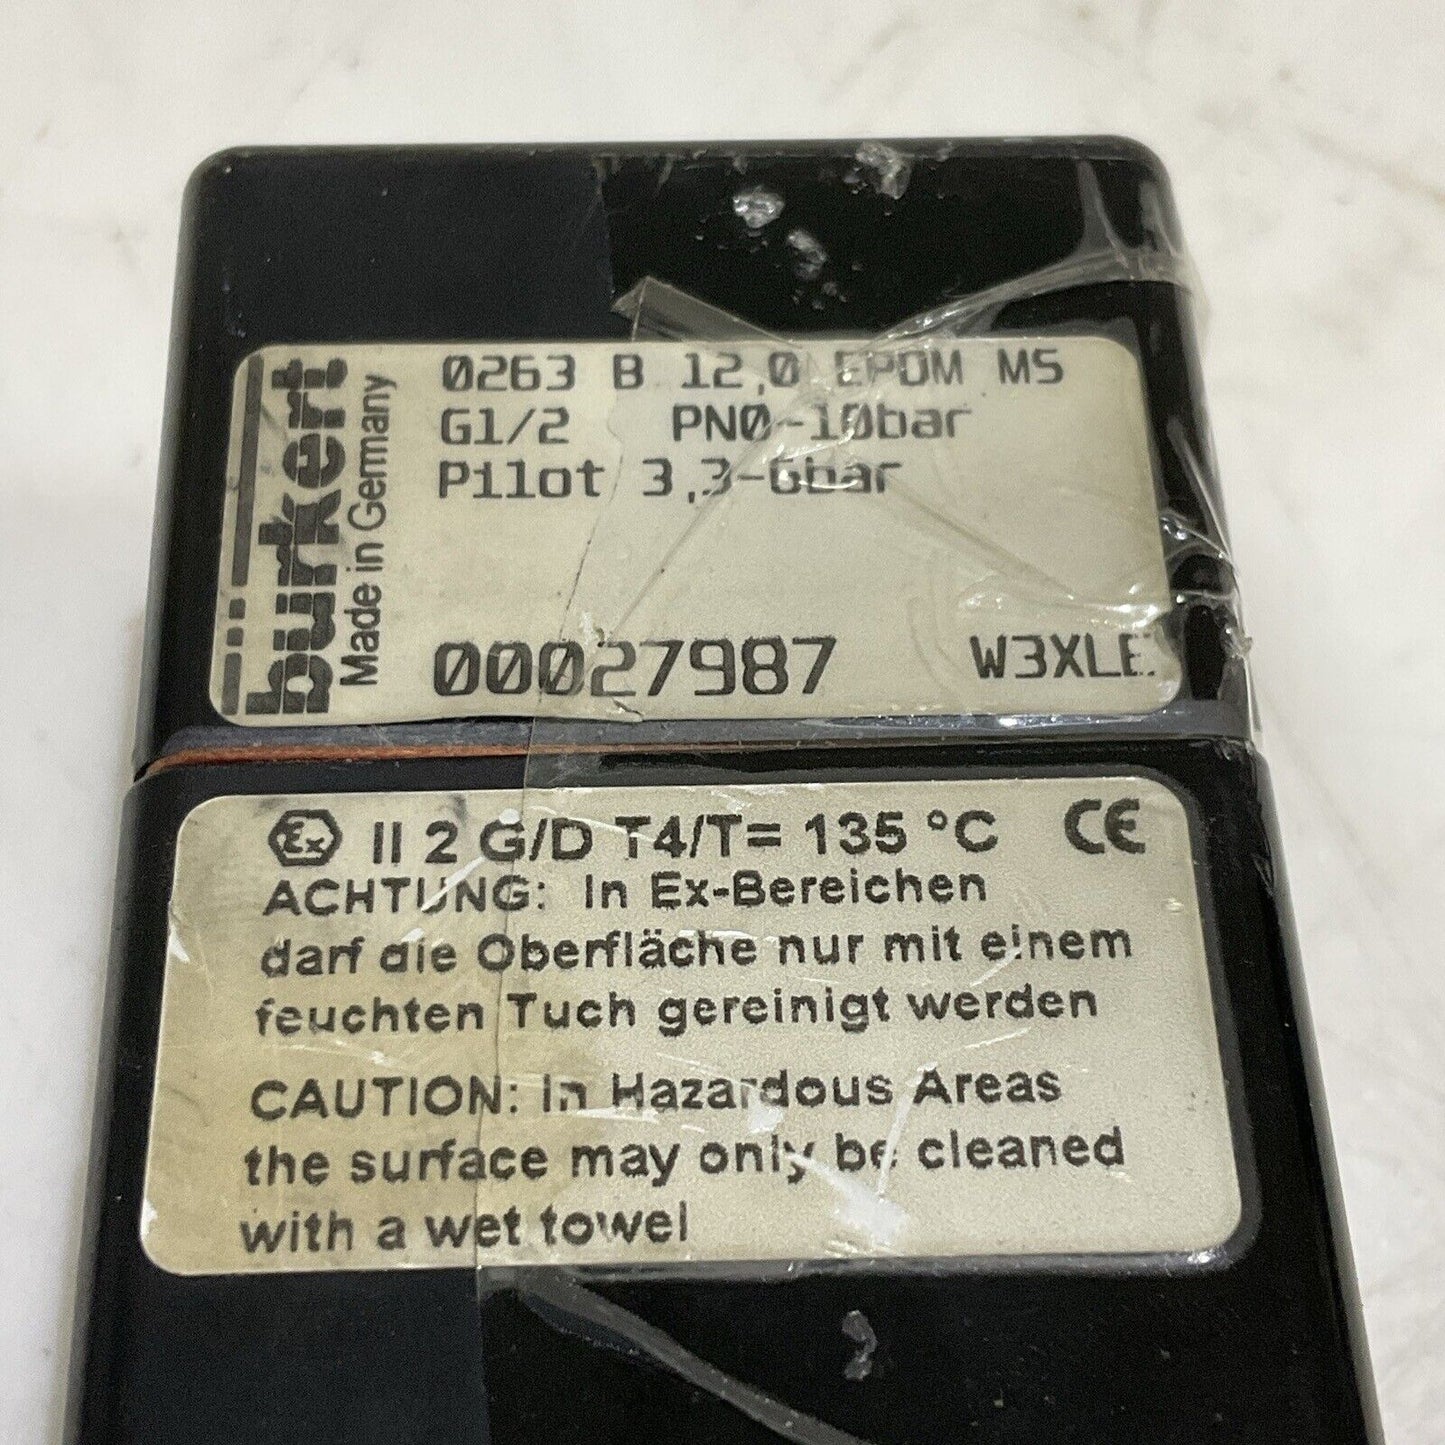 bürkert
Made in Germany
0263 B 12,0 EPDM MS
G1/2 PN0-10bar
Pilot 3,3-6bar
00027987 W3XLE
Ex II 2 G/D T4/T= 135 °C CE
ACHTUNG: In Ex-Bereichen
darf die Oberfläche nur mit einem
feuchten Tuch gereinigt werden
CAUTION: In Hazardous Areas
the surface may only be cleaned
with a wet towel